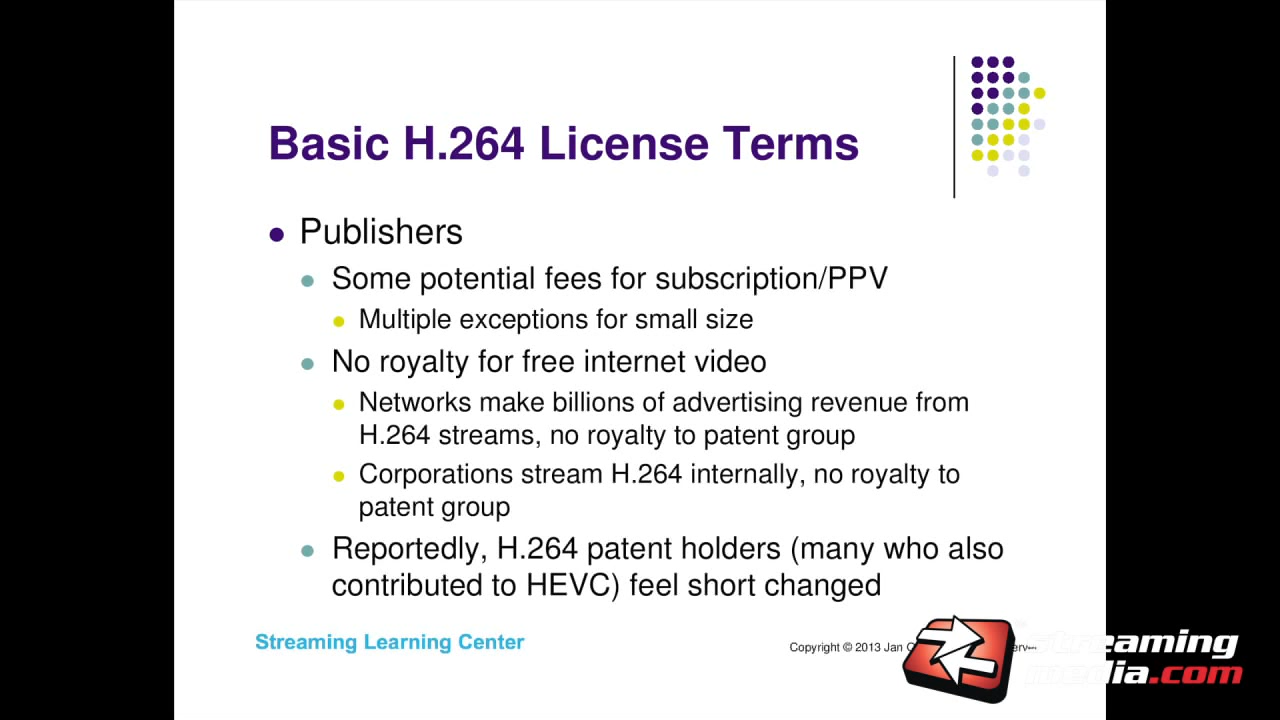 Basic H.264 License Terms
Publishers
Some potential fees for subscription/PPV
Multiple exceptions for small size
No royalty for free internet video
Networks make billions of advertising revenue from
H.264 streams, no royalty to patent group
Corporations stream H.264 internally, no royalty to
patent group
Reportedly, H.264 patent holders (many who also
contributed to HEVC) feel short changed
Streaming Learning Center
Copyright © 2013 Jan
streaming
media.com